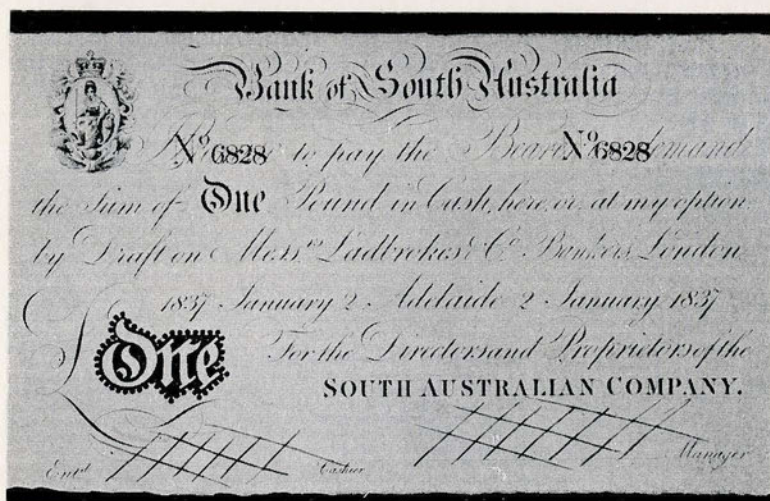 Bank of South Australia
Nº 6828 to pay the Bearer Nº 6828 demand
the Sum of One Pound in Cash, here, or, at my option
by Draft on Messrs Ladbrokes & Co. Bankers, London
1837 January 2 Adelaide 2 January 1837
One For the Directors and Proprietors of the
SOUTH AUSTRALIAN COMPANY.
Entd Cashier Manager